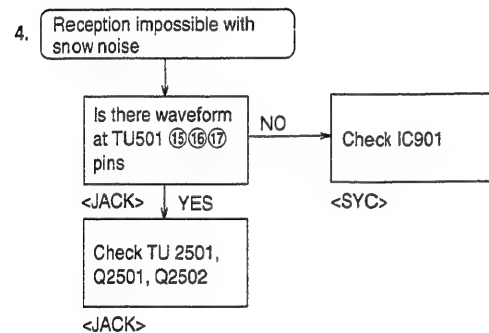 4.
Reception impossible with
snow noise
Is there waveform
at TU501 ⑮⑯⑰
pins
NO
Check IC901
<JACK>
YES
<SYC>
Check TU 2501,
Q2501, Q2502
<JACK>